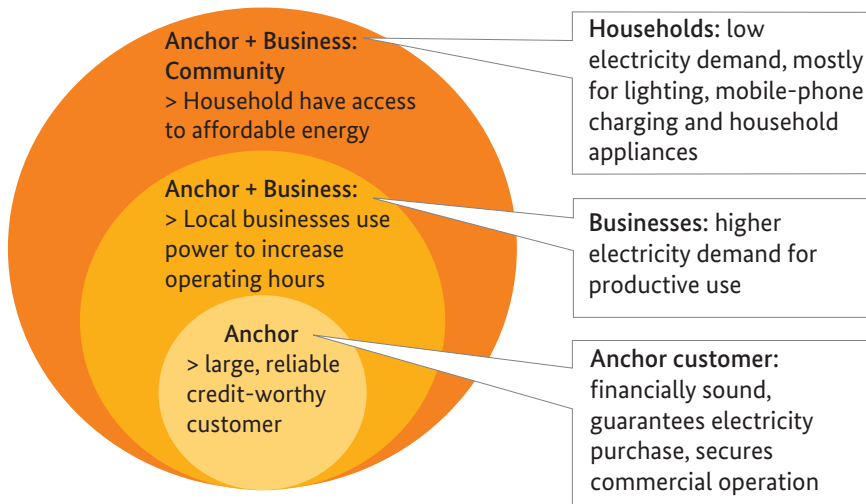 Anchor + Business:
Community
> Household have access
to affordable energy
Anchor + Business:
> Local businesses use
power to increase
operating hours
Anchor
> large, reliable
credit-worthy
customer
Households: low
electricity demand, mostly
for lighting, mobile-phone
charging and household
appliances
Businesses: higher
electricity demand for
productive use
Anchor customer:
financially sound,
guarantees electricity
purchase, secures
commercial operation